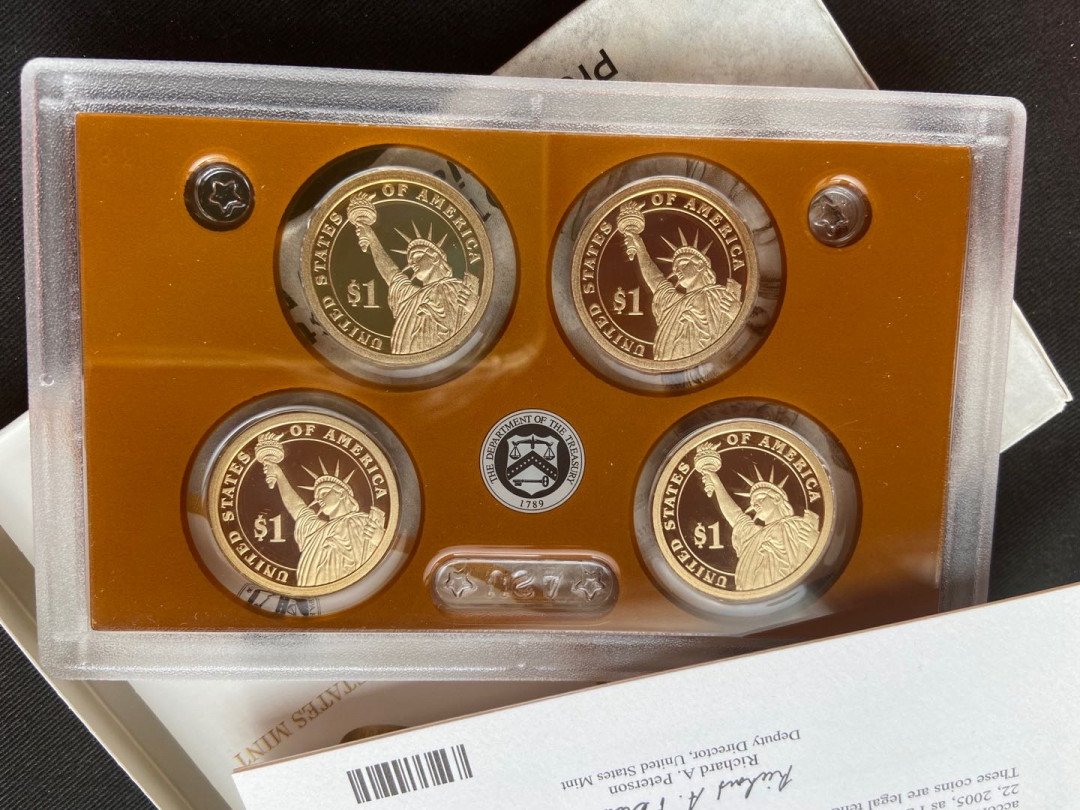 Pr
UNITED STATES OF AMERICA
$1
UNITED STATES OF AMERICA
$1
UNITED STATES OF AMERICA
$1
THE DEPARTMENT OF THE TREASURY
1789
UNITED STATES OF AMERICA
$1
USA
STATES MINT
These coins are legal
22, 2005, as
Richard A. Peterson
Deputy Director, United States Mint